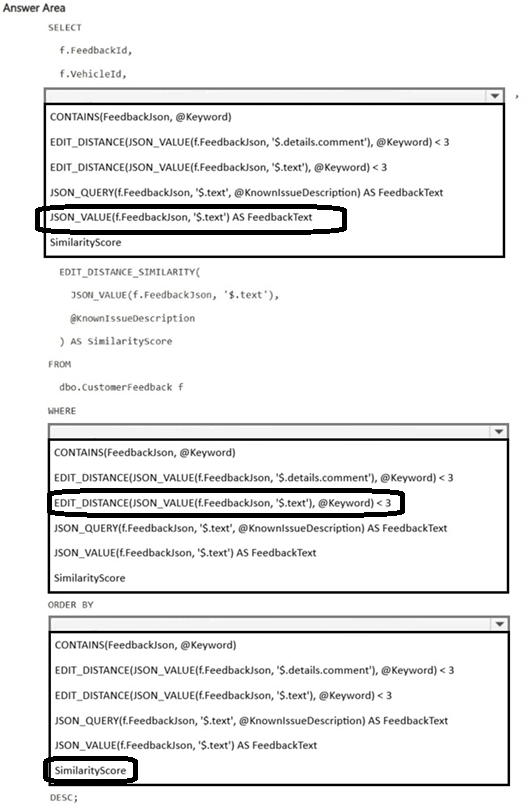 Answer Area
SELECT
f.FeedbackId,
f.VehicleId,
,
CONTAINS(FeedbackJson, @Keyword)
EDIT_DISTANCE(JSON_VALUE(f.FeedbackJson, '$.details.comment'), @Keyword) < 3
EDIT_DISTANCE(JSON_VALUE(f.FeedbackJson, '$.text'), @Keyword) < 3
JSON_QUERY(f.FeedbackJson, '$.text', @KnownIssueDescription) AS FeedbackText
JSON_VALUE(f.FeedbackJson, '$.text') AS FeedbackText
SimilarityScore
EDIT_DISTANCE_SIMILARITY(
JSON_VALUE(f.FeedbackJson, '$.text'),
@KnownIssueDescription
) AS SimilarityScore
FROM
dbo.CustomerFeedback f
WHERE
CONTAINS(FeedbackJson, @Keyword)
EDIT_DISTANCE(JSON_VALUE(f.FeedbackJson, '$.details.comment'), @Keyword) < 3
EDIT_DISTANCE(JSON_VALUE(f.FeedbackJson, '$.text'), @Keyword) < 3
JSON_QUERY(f.FeedbackJson, '$.text', @KnownIssueDescription) AS FeedbackText
JSON_VALUE(f.FeedbackJson, '$.text') AS FeedbackText
SimilarityScore
ORDER BY
CONTAINS(FeedbackJson, @Keyword)
EDIT_DISTANCE(JSON_VALUE(f.FeedbackJson, '$.details.comment'), @Keyword) < 3
EDIT_DISTANCE(JSON_VALUE(f.FeedbackJson, '$.text'), @Keyword) < 3
JSON_QUERY(f.FeedbackJson, '$.text', @KnownIssueDescription) AS FeedbackText
JSON_VALUE(f.FeedbackJson, '$.text') AS FeedbackText
SimilarityScore
DESC;